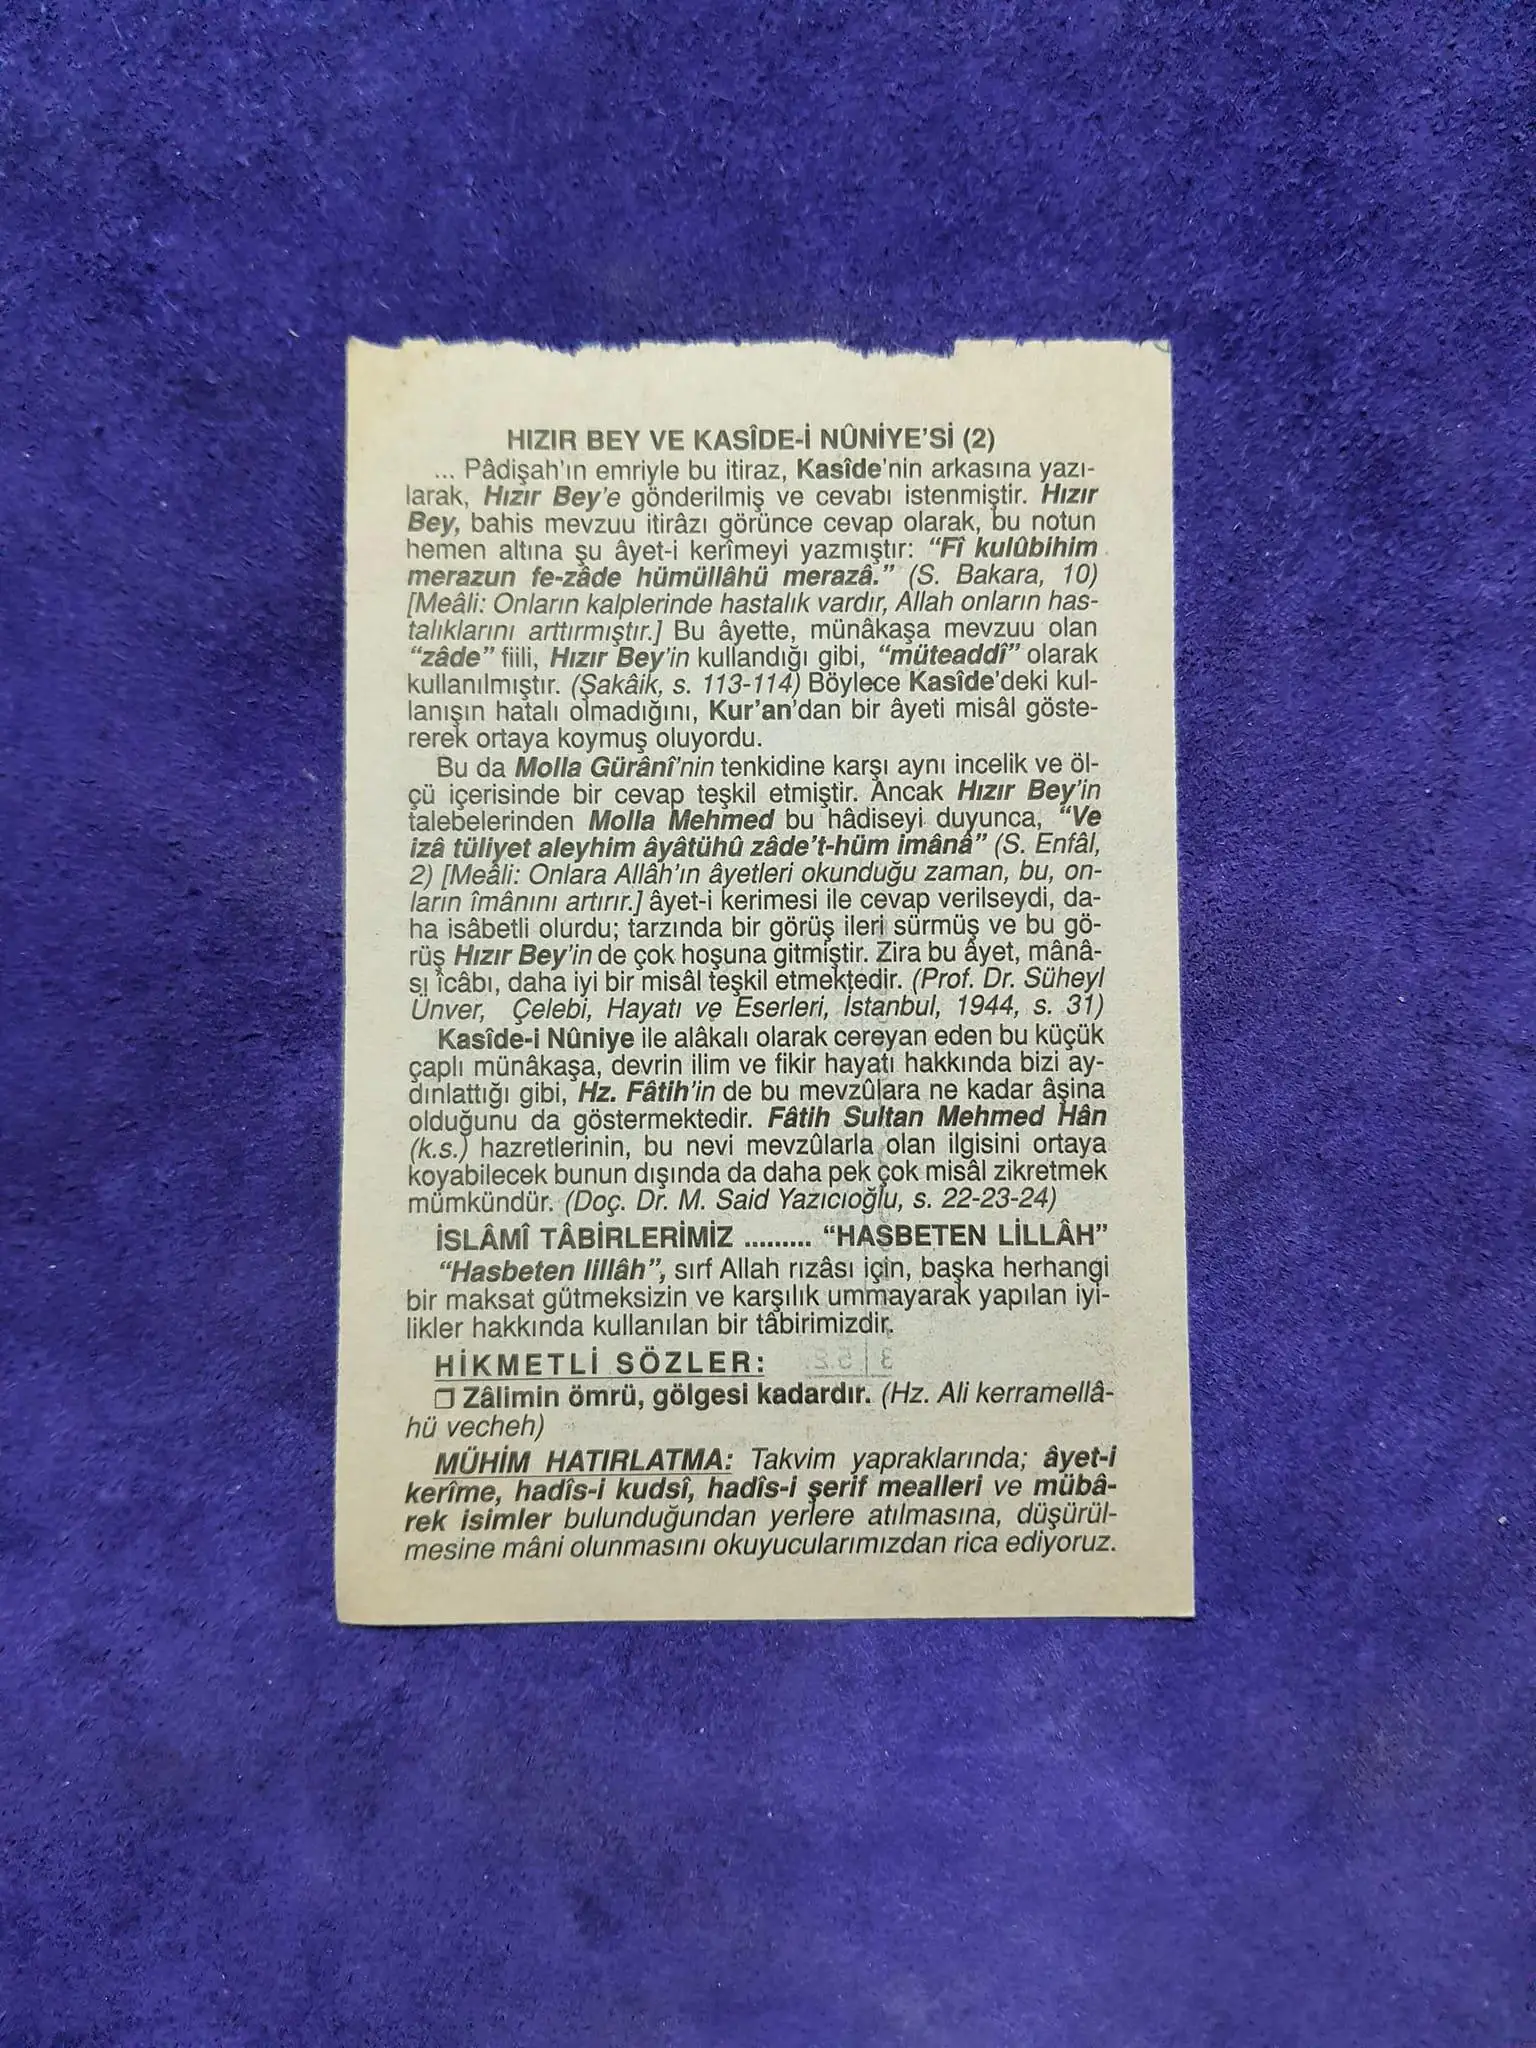 HIZIR BEY VE KASÎDE-İ NÛNİYE'Sİ (2)
... Pâdişah'ın emriyle bu itiraz, Kasîde'nin arkasına yazı-
larak, Hızır Bey'e gönderilmiş ve cevabı istenmiştir. Hızır
Bey, bahis mevzuu itirâzı görünce cevap olarak, bu notun
hemen altına şu âyet-i kerîmeyi yazmıştır: "Fî kulûbihim
merazun fe-zâde hümüllâhü merazâ." (S. Bakara, 10)
[Meâli: Onların kalplerinde hastalık vardır, Allah onların has-
talıklarını arttırmıştır.] Bu âyette, münâkaşa mevzuu olan
"zâde" fiili, Hızır Bey'in kullandığı gibi, "müteaddî" olarak
kullanılmıştır. (Şakâik, s. 113-114) Böylece Kasîde'deki kul-
lanışın hatalı olmadığını, Kur'an'dan bir âyeti misâl göste-
rerek ortaya koymuş oluyordu.
Bu da Molla Gürânî'nin tenkidine karşı aynı incelik ve öl-
çü içerisinde bir cevap teşkil etmiştir. Ancak Hızır Bey'in
talebelerinden Molla Mehmed bu hâdiseyi duyunca, "Ve
izâ tüliyet aleyhim âyâtühû zâde't-hüm imânâ" (S. Enfâl,
2) [Meâli: Onlara Allâh'ın âyetleri okunduğu zaman, bu, on-
ların îmânını artırır.] âyet-i kerimesi ile cevap verilseydi, da-
ha isâbetli olurdu; tarzında bir görüş ileri sürmüş ve bu gö-
rüş Hızır Bey'in de çok hoşuna gitmiştir. Zira bu âyet, mânâ-
sı îcâbı, daha iyi bir misâl teşkil etmektedir. (Prof. Dr. Süheyl
Ünver, Çelebi, Hayatı ve Eserleri, İstanbul, 1944, s. 31)
Kasîde-i Nûniye ile alâkalı olarak cereyan eden bu küçük
çaplı münâkaşa, devrin ilim ve fikir hayatı hakkında bizi ay-
dınlattığı gibi, Hz. Fâtih'in de bu mevzûlara ne kadar âşina
olduğunu da göstermektedir. Fâtih Sultan Mehmed Hân
(k.s.) hazretlerinin, bu nevi mevzûlarla olan ilgisini ortaya
koyabilecek bunun dışında da daha pek çok misâl zikretmek
mümkündür. (Doç. Dr. M. Said Yazıcıoğlu, s. 22-23-24)
İSLÂMÎ TÂBİRLERİMİZ ......... "HASBETEN LİLLÂH"
"Hasbeten lillâh", sırf Allah rızâsı için, başka herhangi
bir maksat gütmeksizin ve karşılık ummayarak yapılan iyi-
likler hakkında kullanılan bir tâbirimizdir.
HİKMETLİ SÖZLER:
❒ Zâlimin ömrü, gölgesi kadardır. (Hz. Ali kerramellâ-
hü vecheh)
MÜHİM HATIRLATMA: Takvim yapraklarında; âyet-i
kerîme, hadîs-i kudsî, hadîs-i şerif mealleri ve mübâ-
rek isimler bulunduğundan yerlere atılmasına, düşürül-
mesine mâni olunmasını okuyucularımızdan rica ediyoruz.